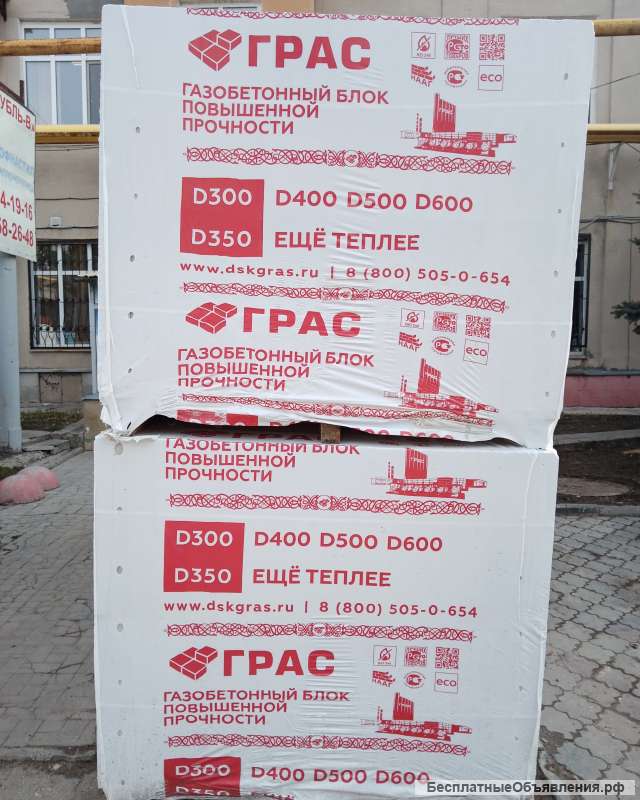 УБЛЬ-В»
4-19-16
58-26-48
ГРАС
eco
ГАЗОБЕТОННЫЙ БЛОК
ПОВЫШЕННОЙ
ПРОЧНОСТИ
D300 D400 D500 D600
D350 ЕЩЁ ТЕПЛЕЕ
www.dskgras.ru | 8 (800) 505-0-654
ГРАС
eco
ГАЗОБЕТОННЫЙ БЛОК
ПОВЫШЕННОЙ
ПРОЧНОСТИ
D600
ГАЗОБЕТОННЫЙ БЛОК
ПОВЫШЕННОЙ
ПРОЧНОСТИ
D300 D400 D500 D600
D350 ЕЩЁ ТЕПЛЕЕ
www.dskgras.ru | 8 (800) 505-0-654
ГРАС
eco
ГАЗОБЕТОННЫЙ БЛОК
ПОВЫШЕННОЙ
ПРОЧНОСТИ
D300 D400 D500 D600
D350
БесплатныеОбъявления.рф